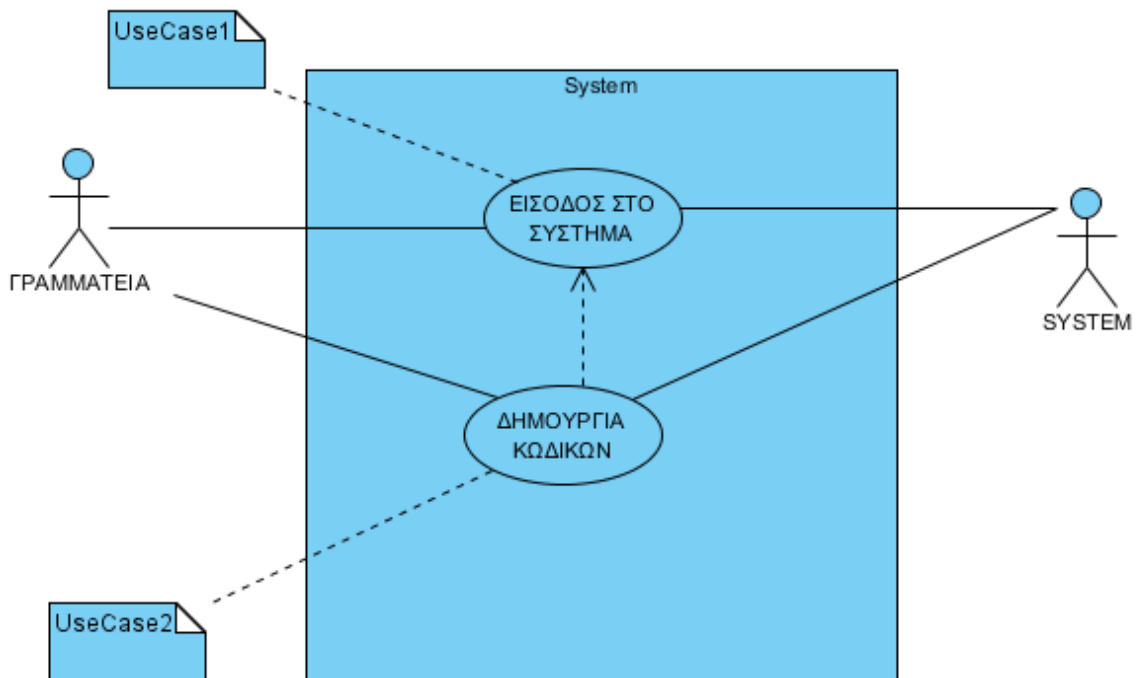 UseCase1
System
ΕΙΣΟΔΟΣ ΣΤΟ
ΣΥΣΤΗΜΑ
ΓΡΑΜΜΑΤΕΙΑ
SYSTEM
ΔΗΜΟΥΡΓΙΑ
ΚΩΔΙΚΩΝ
UseCase2